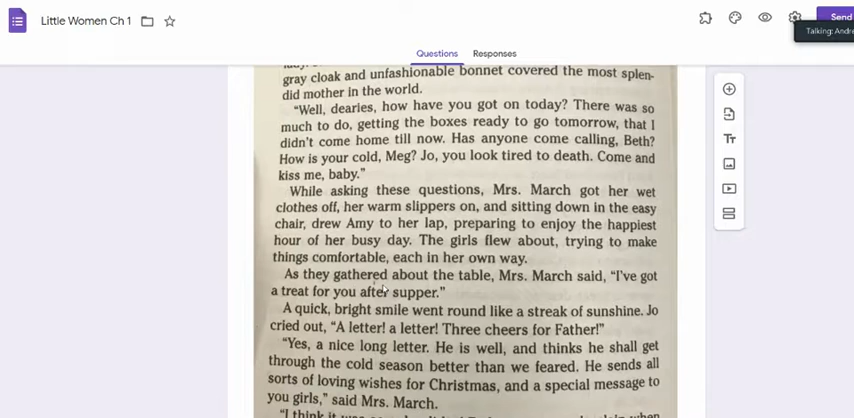 Little Women Ch 1
Send
Talking: Andre
Questions Responses
gray cloak and unfashionable bonnet covered the most splen-
did mother in the world.
"Well, dearies, how have you got on today? There was so
much to do, getting the boxes ready to go tomorrow, that I
didn't come home till now. Has anyone come calling, Beth?
How is your cold, Meg? Jo, you look tired to death. Come and
kiss me, baby."
While asking these questions, Mrs. March got her wet
clothes off, her warm slippers on, and sitting down in the easy
chair, drew Amy to her lap, preparing to enjoy the happiest
hour of her busy day. The girls flew about, trying to make
things comfortable, each in her own way.
As they gathered about the table, Mrs. March said, "I've got
a treat for you after supper."
A quick, bright smile went round like a streak of sunshine. Jo
cried out, "A letter! a letter! Three cheers for Father!"
"Yes, a nice long letter. He is well, and thinks he shall get
through the cold season better than we feared. He sends all
sorts of loving wishes for Christmas, and a special message to
you girls," said Mrs. March.
"I think it was
when